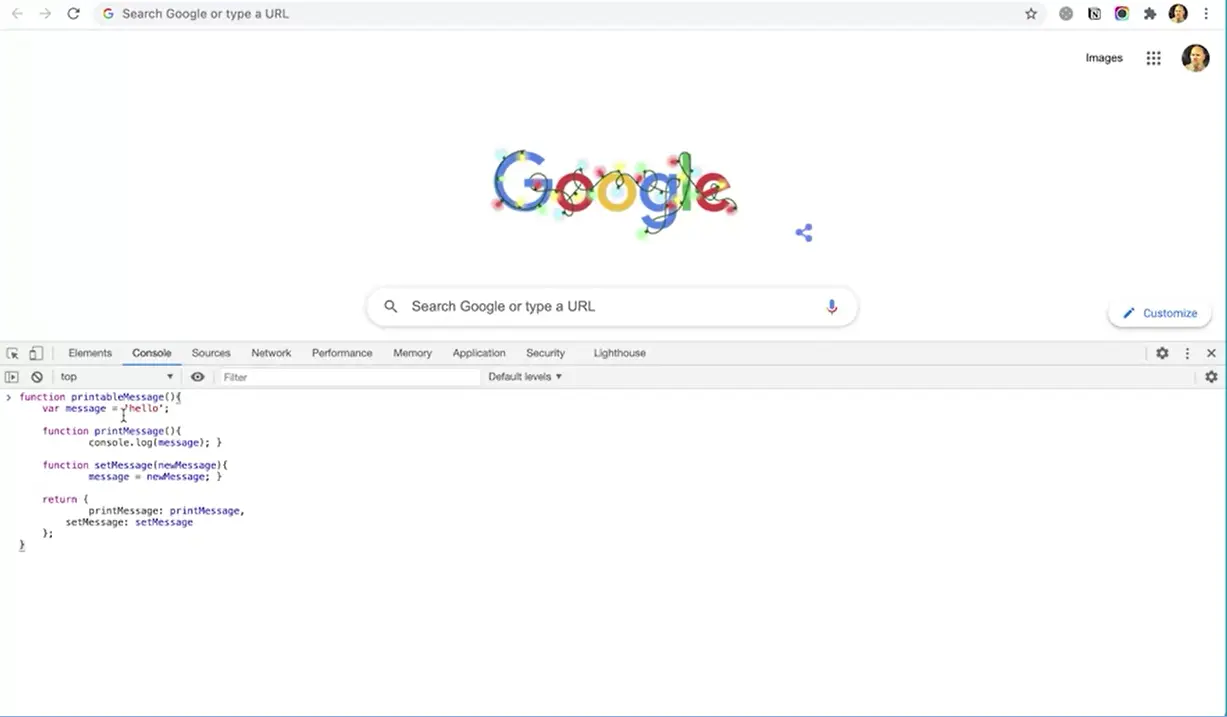 Search Google or type a URL
Images
Google
Search Google or type a URL
Customize
Elements Console Sources Network Performance Memory Application Security Lighthouse
top Filter Default levels ▼
function printableMessage(){
var message = 'hello';
function printMessage(){
console.log(message); }
function setMessage(newMessage){
message = newMessage; }
return {
printMessage: printMessage,
setMessage: setMessage
};
}